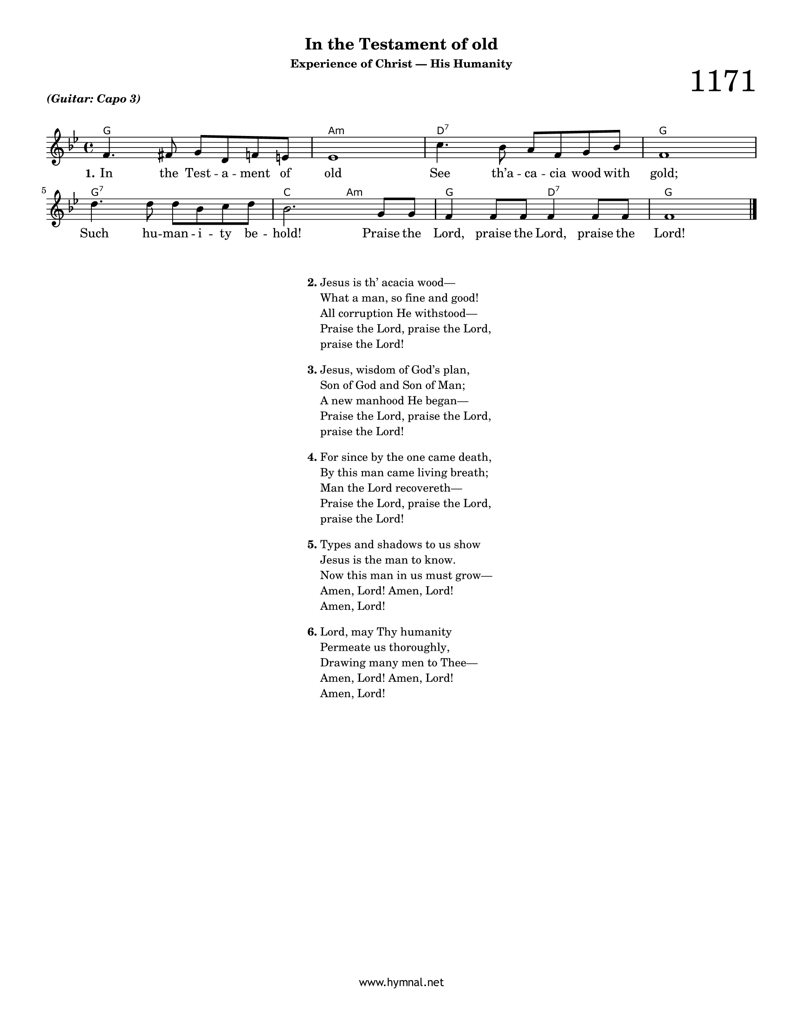 In the Testament of old
Experience of Christ — His Humanity
1171
(Guitar: Capo 3)
G Am D7 G
1. In the Test - a - ment of old See th'a - ca - cia wood with gold;
5
G7 C Am G D7 G
Such hu - man - i - ty be - hold! Praise the Lord, praise the Lord, praise the Lord!
2. Jesus is th’ acacia wood—
What a man, so fine and good!
All corruption He withstood—
Praise the Lord, praise the Lord,
praise the Lord!
3. Jesus, wisdom of God’s plan,
Son of God and Son of Man;
A new manhood He began—
Praise the Lord, praise the Lord,
praise the Lord!
4. For since by the one came death,
By this man came living breath;
Man the Lord recovereth—
Praise the Lord, praise the Lord,
praise the Lord!
5. Types and shadows to us show
Jesus is the man to know.
Now this man in us must grow—
Amen, Lord! Amen, Lord!
Amen, Lord!
6. Lord, may Thy humanity
Permeate us thoroughly,
Drawing many men to Thee—
Amen, Lord! Amen, Lord!
Amen, Lord!
www.hymnal.net